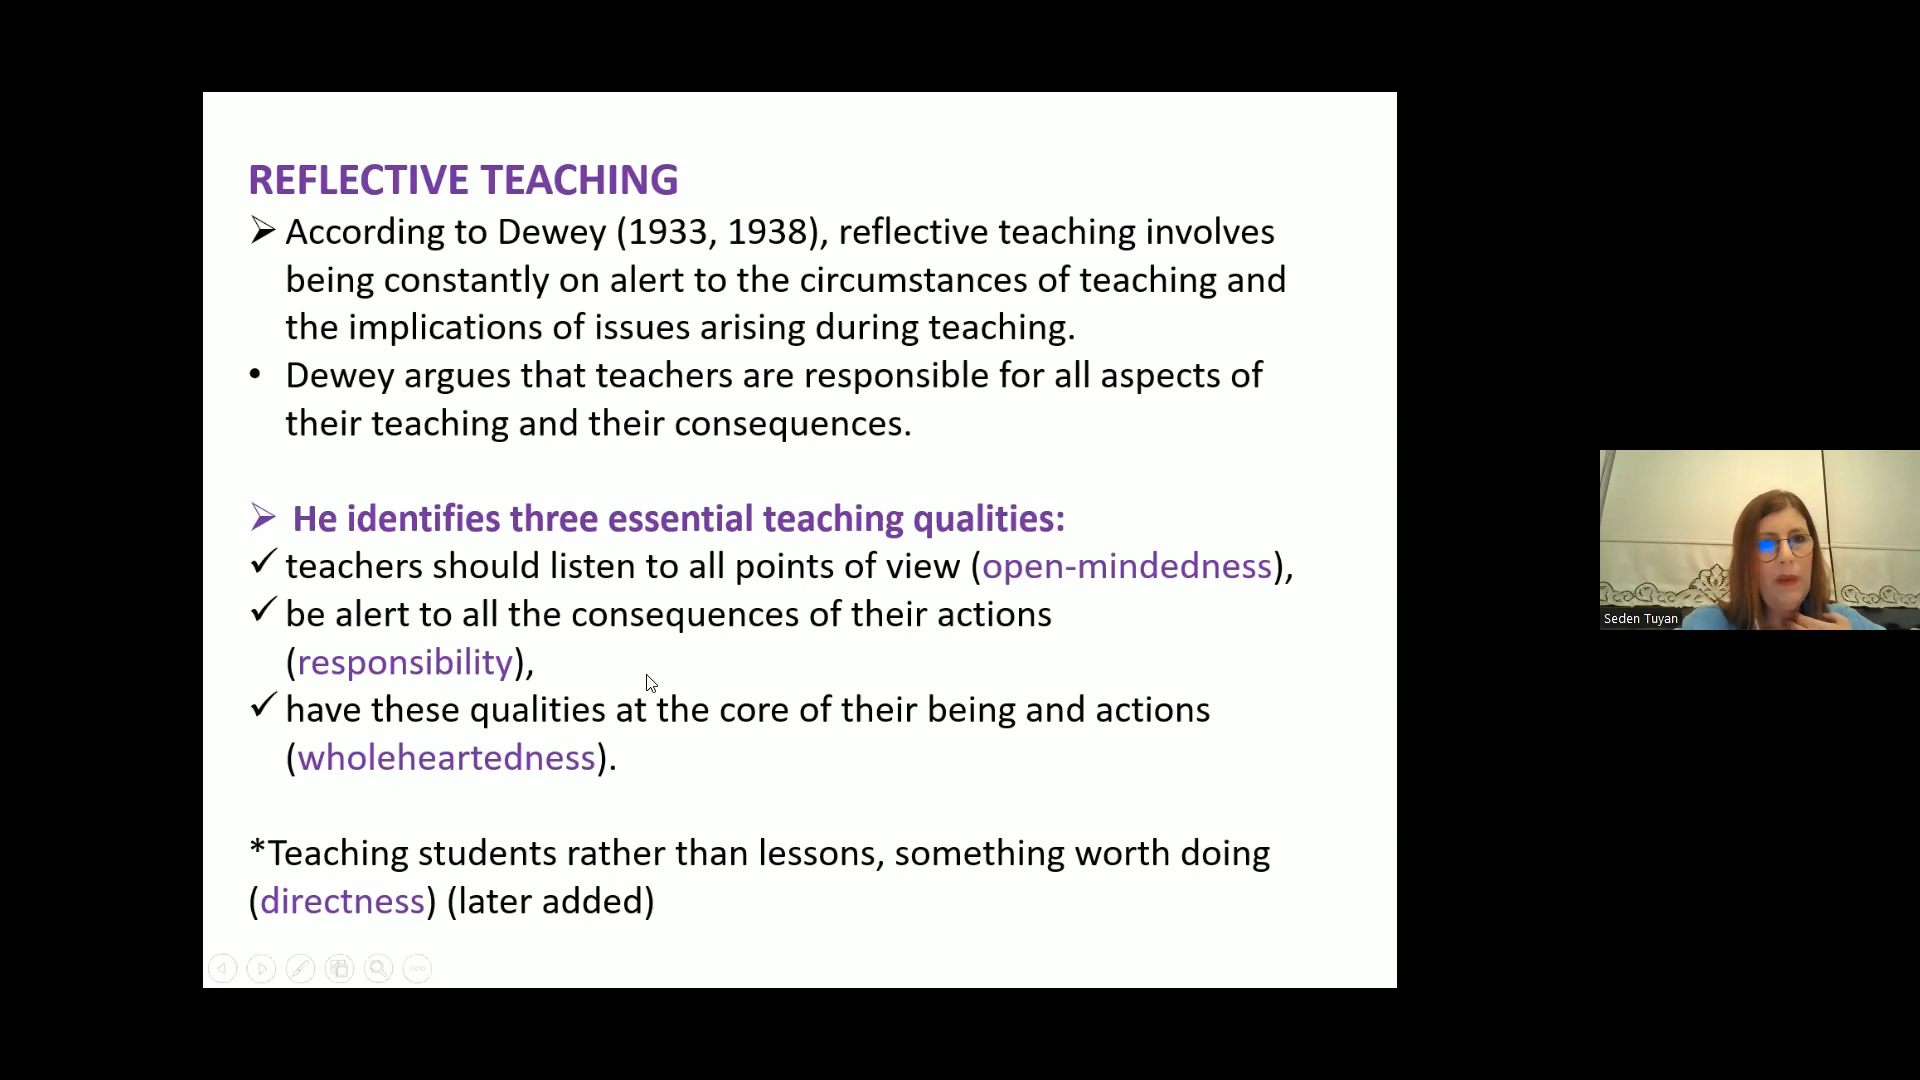 REFLECTIVE TEACHING
➢ According to Dewey (1933, 1938), reflective teaching involves
being constantly on alert to the circumstances of teaching and
the implications of issues arising during teaching.
• Dewey argues that teachers are responsible for all aspects of
their teaching and their consequences.
➢ He identifies three essential teaching qualities:
✓ teachers should listen to all points of view (open-mindedness),
✓ be alert to all the consequences of their actions
(responsibility),
✓ have these qualities at the core of their being and actions
(wholeheartedness).
*Teaching students rather than lessons, something worth doing
(directness) (later added)
Seden Tuyan